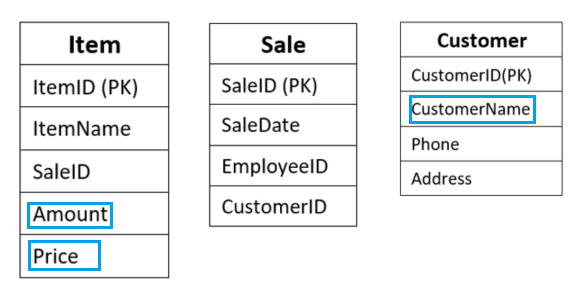 Item
ItemID (PK)
ItemName
SaleID
Amount
Price
Sale
SaleID (PK)
SaleDate
EmployeeID
CustomerID
Customer
CustomerID(PK)
CustomerName
Phone
Address